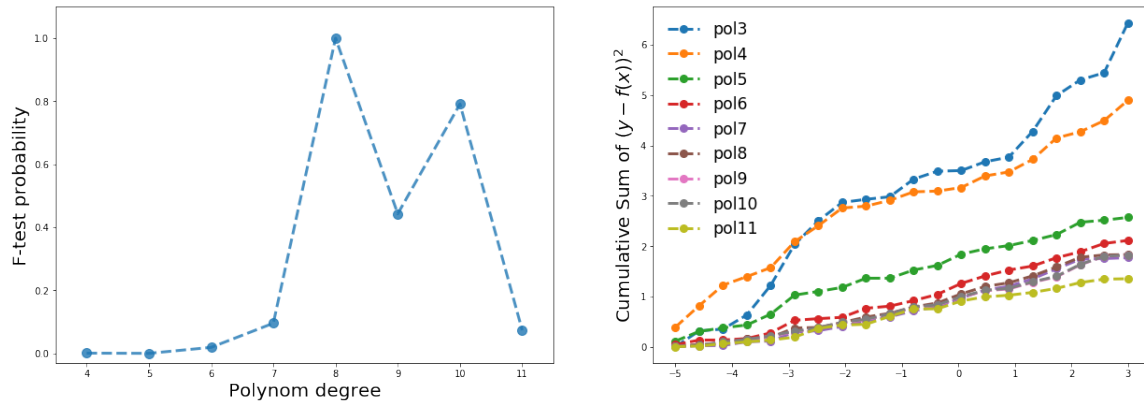 1.0
0.8
0.6
0.4
0.2
0.0
F-test probability
4 5 6 7 8 9 10 11
Polynom degree
pol3
pol4
pol5
pol6
pol7
pol8
pol9
pol10
pol11
6
5
4
3
2
1
0
Cumulative Sum of (y − f(x))²
−5 −4 −3 −2 −1 0 1 2 3